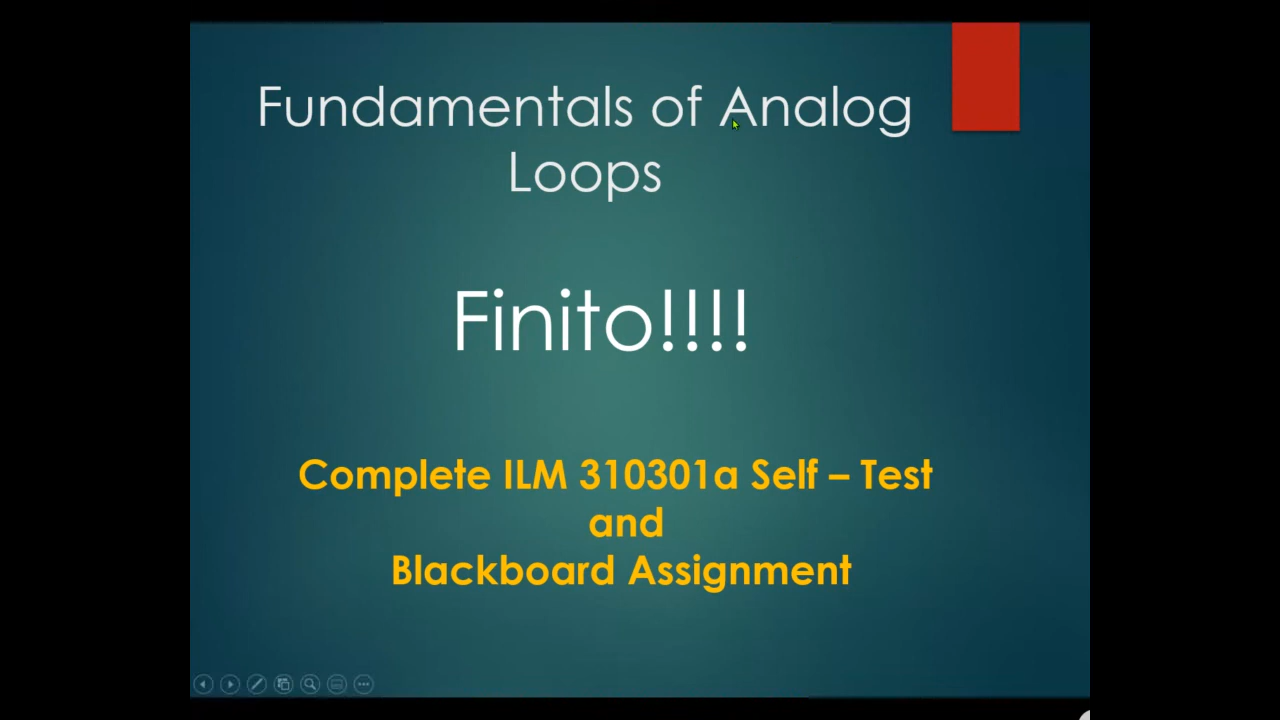 Fundamentals of Analog
Loops
Finito!!!!
Complete ILM 310301a Self – Test
and
Blackboard Assignment